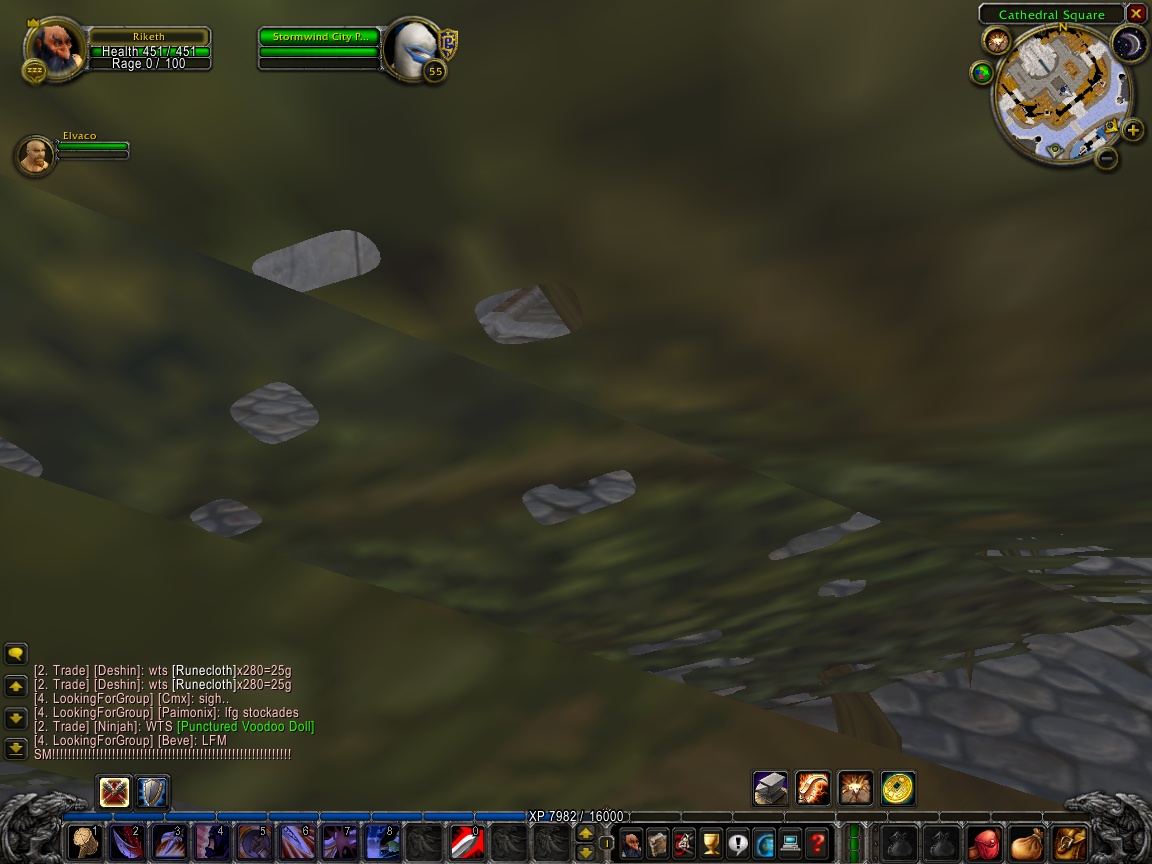 Cathedral Square
N
Riketh
Health 451 / 451
Rage 0 / 100
zzz
Stormwind City P...
55
Elvaco
[2. Trade] [Deshin]: wts [Runecloth]x280=25g
[2. Trade] [Deshin]: wts [Runecloth]x280=25g
[4. LookingForGroup] [Cmx]: sigh..
[4. LookingForGroup] [Paimonix]: lfg stockades
[2. Trade] [Ninjah]: WTS [Punctured Voodoo Doll]
[4. LookingForGroup] [Beve]: LFM
SM!!!!!!!!!!!!!!!!!!!!!!!!!!!!!!!!!!!!!!!!!!!!!!!!!!!!!!!!!!!!
XP 7982 / 16000
1 2 3 4 5 6 7 8 0 1